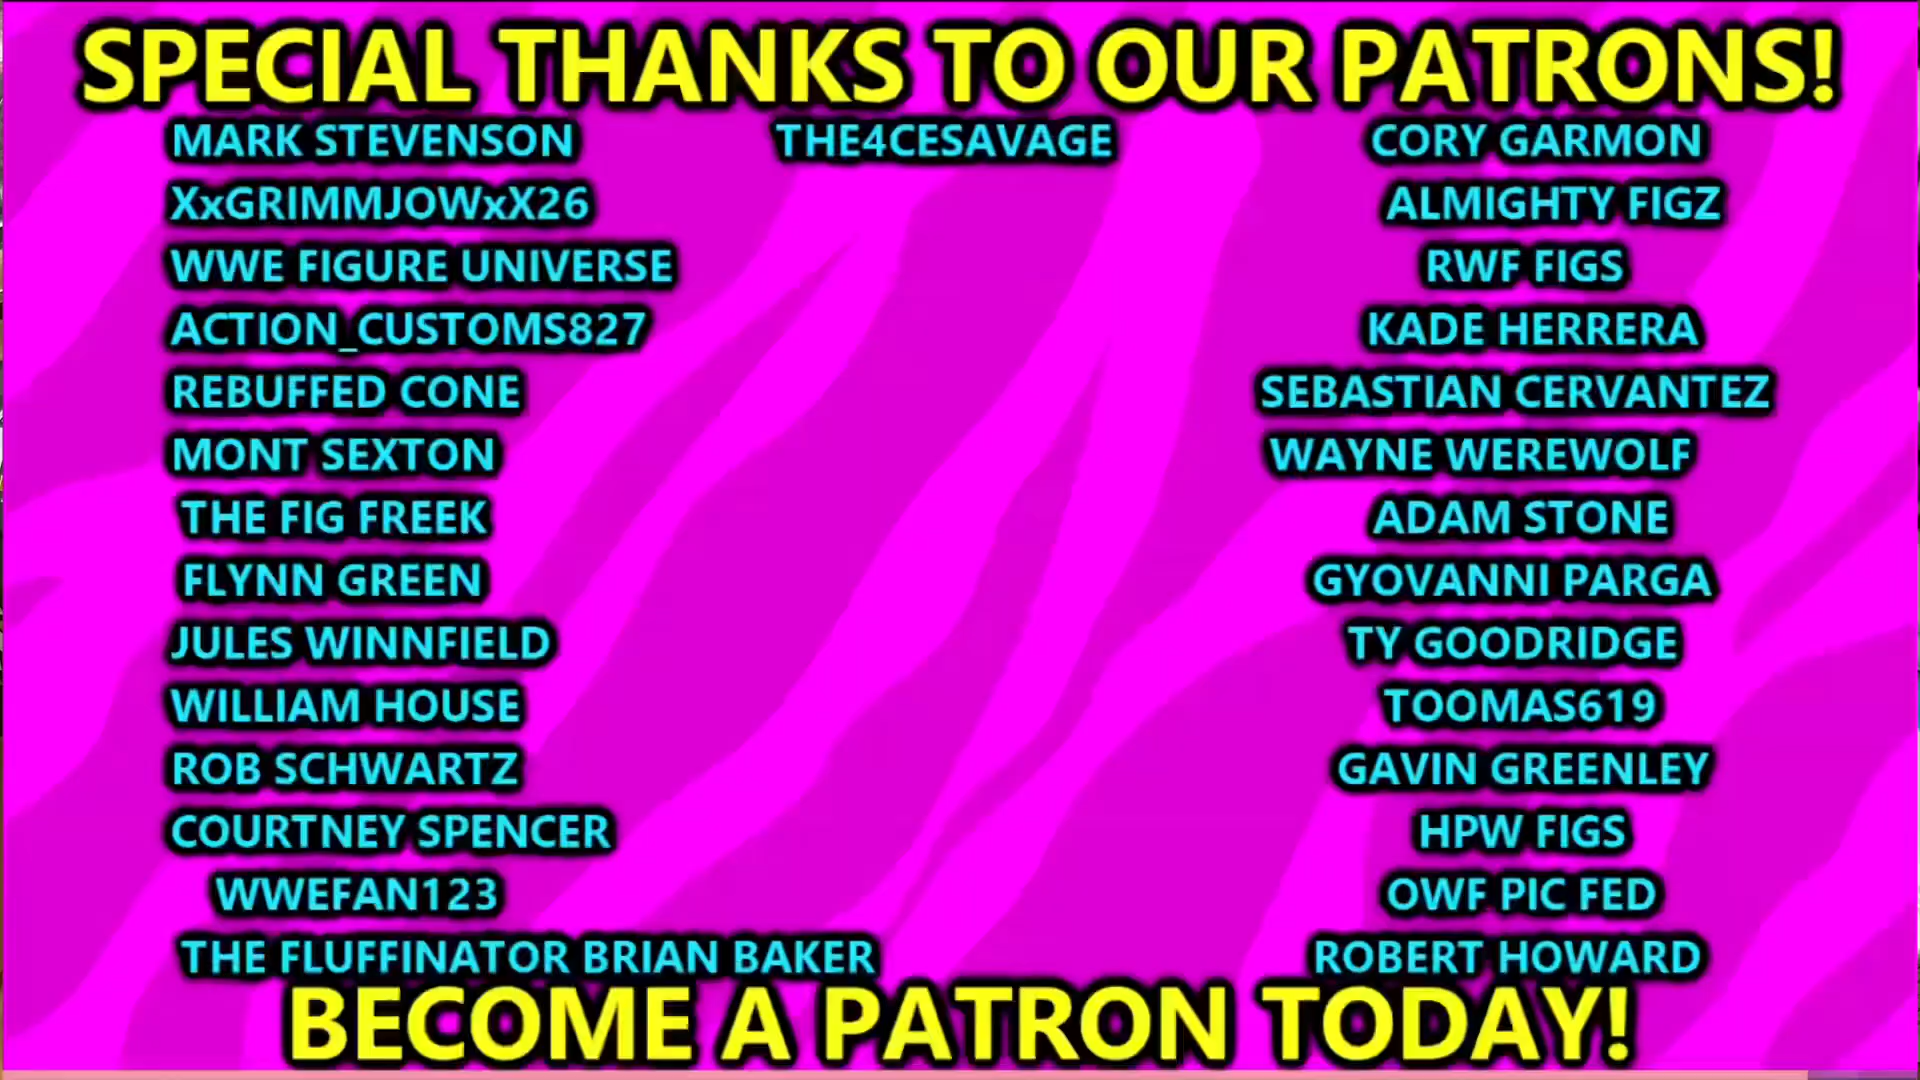 SPECIAL THANKS TO OUR PATRONS!
MARK STEVENSON THE4CESAVAGE CORY GARMON
XxGRIMMJOWxX26 ALMIGHTY FIGZ
WWE FIGURE UNIVERSE RWF FIGS
ACTION_CUSTOMS827 KADE HERRERA
REBUFFED CONE SEBASTIAN CERVANTEZ
MONT SEXTON WAYNE WEREWOLF
THE FIG FREEK ADAM STONE
FLYNN GREEN GYOVANNI PARGA
JULES WINNFIELD TY GOODRIDGE
WILLIAM HOUSE TOOMAS619
ROB SCHWARTZ GAVIN GREENLEY
COURTNEY SPENCER HPW FIGS
WWEFAN123 OWF PIC FED
THE FLUFFINATOR BRIAN BAKER ROBERT HOWARD
BECOME A PATRON TODAY!